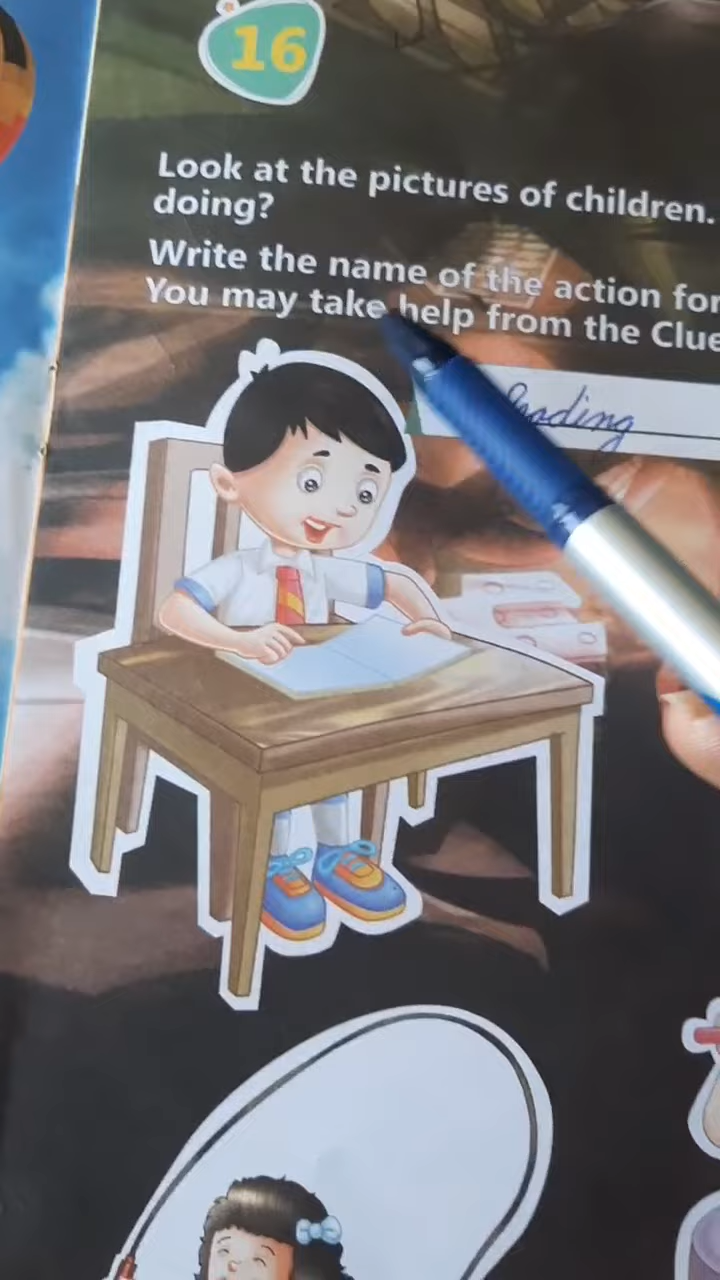 16
Look at the pictures of children.
doing?
Write the name of the action for
You may take help from the Clue
Reading